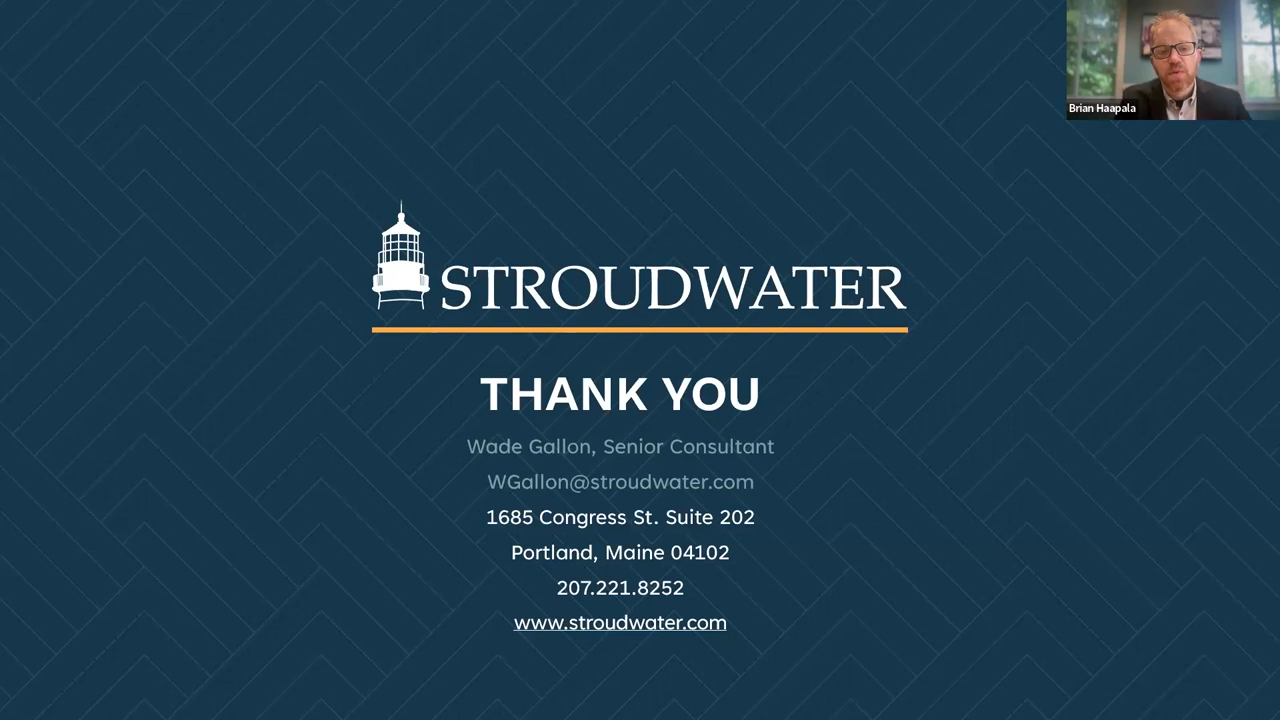 Brian Haapala
STROUDWATER
THANK YOU
Wade Gallon, Senior Consultant
WGallon@stroudwater.com
1685 Congress St. Suite 202
Portland, Maine 04102
207.221.8252
www.stroudwater.com